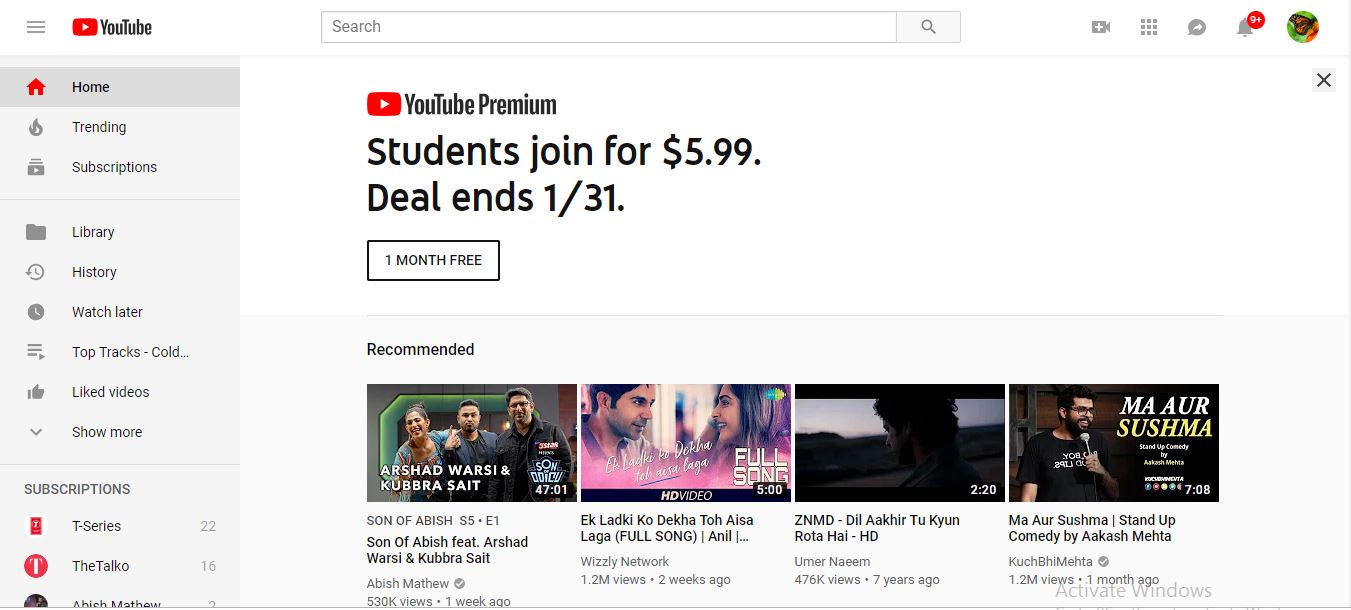 YouTube
Search
9+
Home
Trending
Subscriptions
Library
History
Watch later
Top Tracks - Cold...
Liked videos
Show more
SUBSCRIPTIONS
T-Series 22
TheTalko 16
Abish Mathew 2
YouTube Premium
Students join for $5.99.
Deal ends 1/31.
1 MONTH FREE
Recommended
5Star
PRESENTS
SON OF ABISH
ARSHAD WARSI &
KUBBRA SAIT
47:01
SON OF ABISH S5 • E1
Son Of Abish feat. Arshad
Warsi & Kubbra Sait
Abish Mathew
530K views • 1 week ago
Ek Ladki Ko Dekha
toh aisa laga
FULL
SONG
HD VIDEO
5:00
Ek Ladki Ko Dekha Toh Aisa
Laga (FULL SONG) | Anil |...
Wizzly Network
1.2M views • 2 weeks ago
2:20
ZNMD - Dil Aakhir Tu Kyun
Rota Hai - HD
Umer Naeem
476K views • 7 years ago
MA AUR
SUSHMA
Stand Up Comedy
by
Aakash Mehta
KUCHBHIMEHTA
7:08
Ma Aur Sushma | Stand Up
Comedy by Aakash Mehta
KuchBhiMehta
1.2M views • 1 month ago
Activate Windows